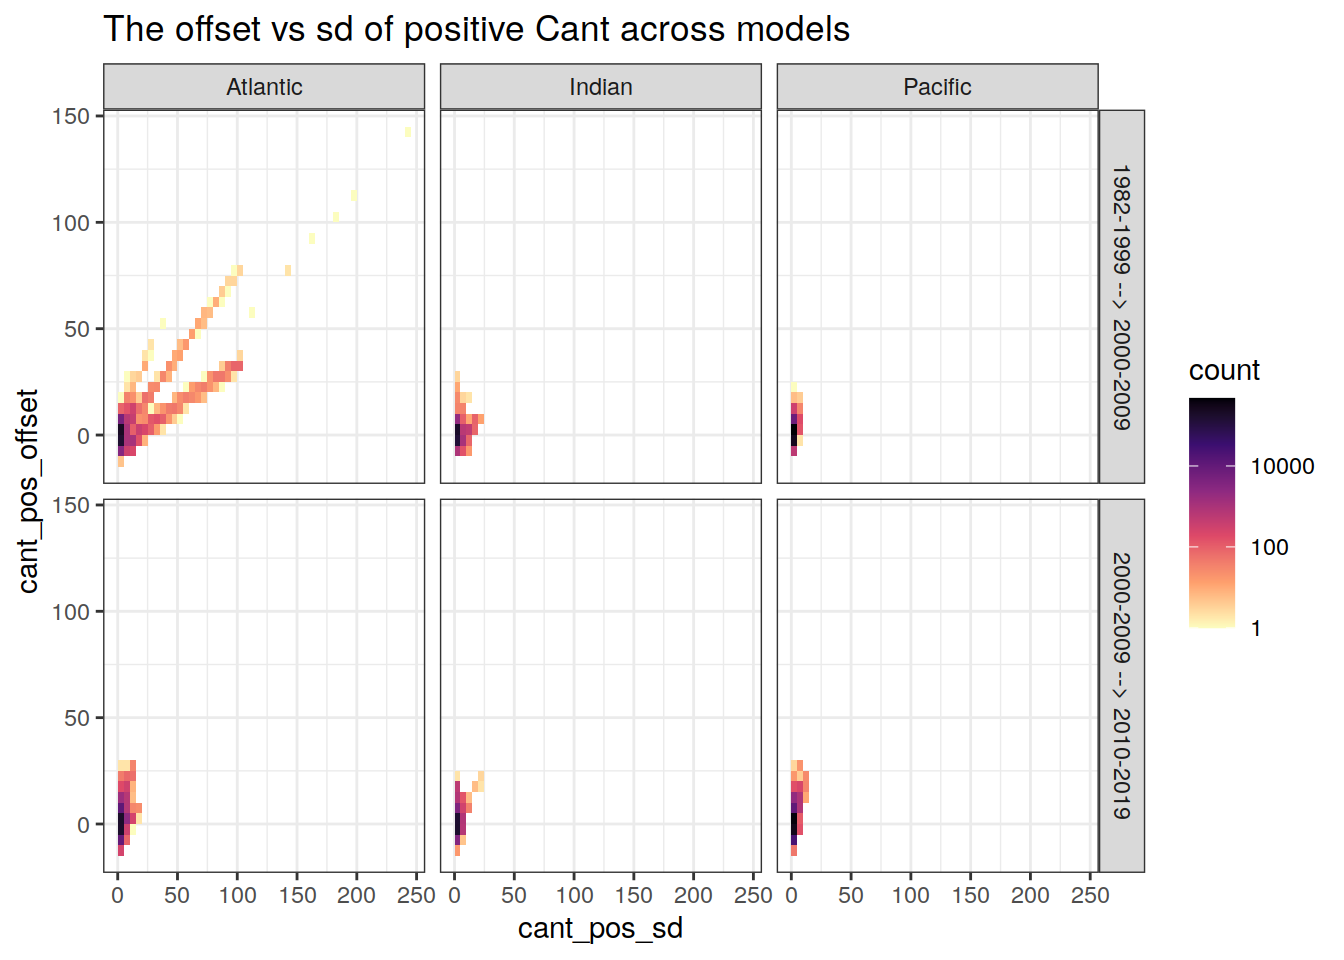 The offset vs sd of positive Cant across models
Atlantic
Indian
Pacific
150
100
50
0
1982-1999 --> 2000-2009
150
100
50
0
2000-2009 --> 2010-2019
cant_pos_offset
0 50 100 150 200 250
0 50 100 150 200 250
0 50 100 150 200 250
cant_pos_sd
count
10000
100
1